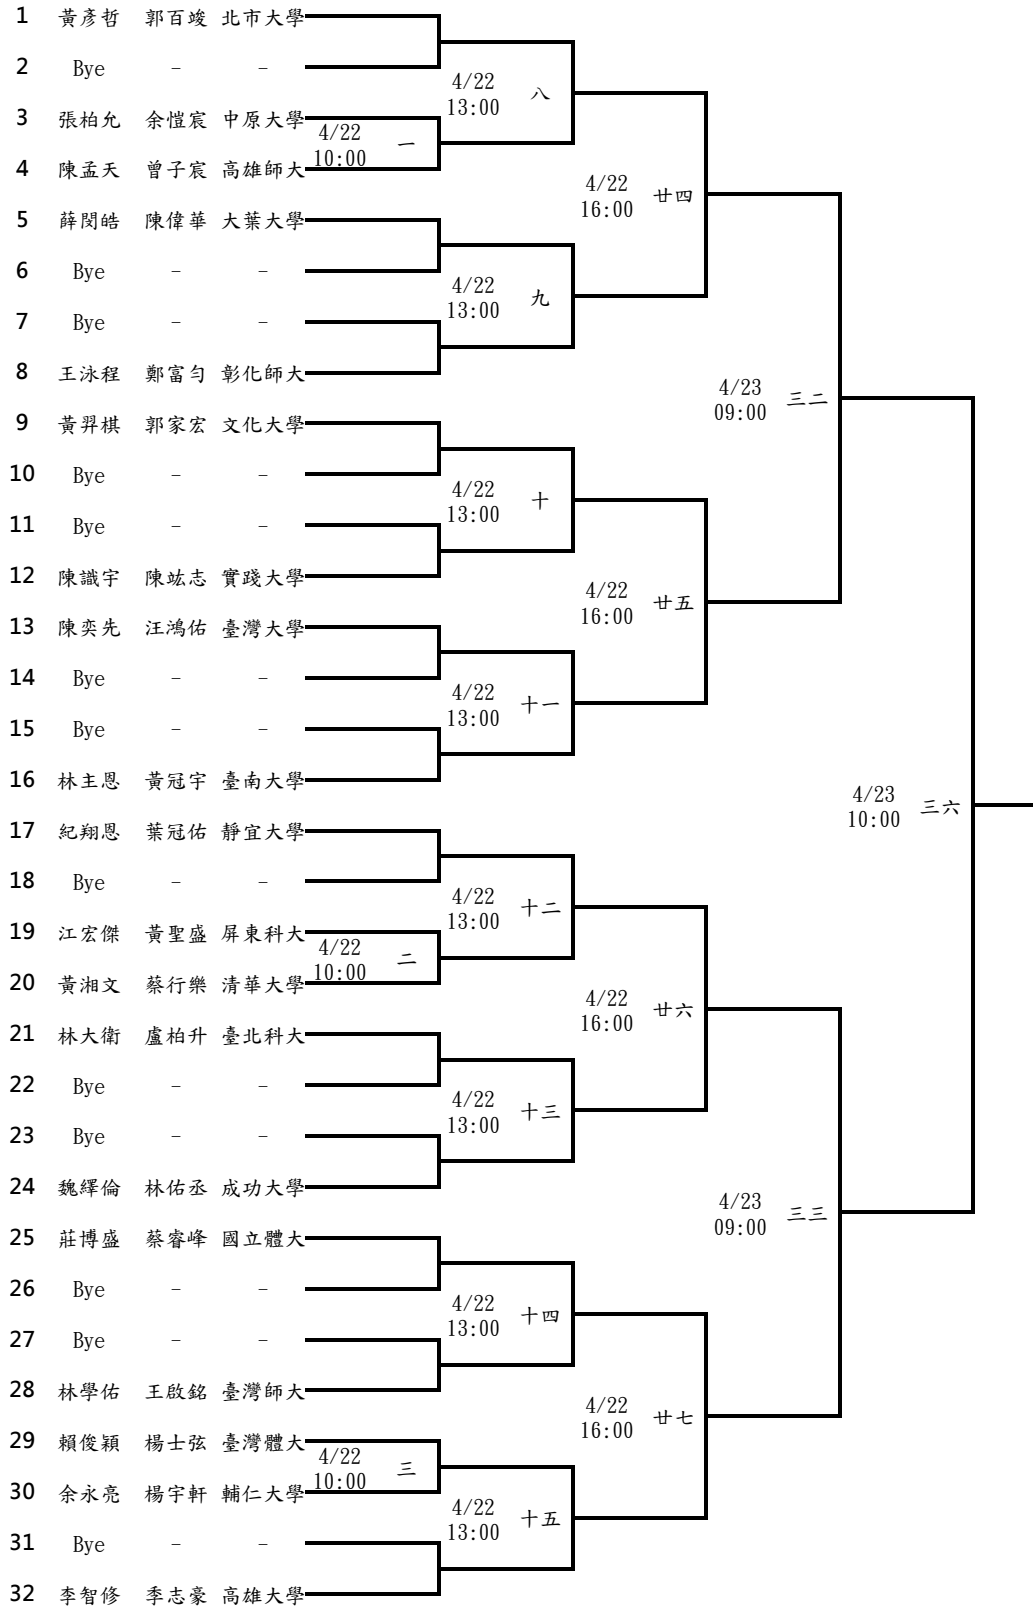 1 黃彥哲 郭百竣 北市大學
2 Bye - -
4/22 13:00 八
3 張柏允 余愷宸 中原大學
4/22 10:00 一
4 陳孟天 曾子宸 高雄師大
4/22 16:00 廿四
5 薛閔皓 陳偉華 大葉大學
6 Bye - -
4/22 13:00 九
7 Bye - -
8 王泳程 鄭富勻 彰化師大
4/23 09:00 三二
9 黃羿棋 郭家宏 文化大學
10 Bye - -
4/22 13:00 十
11 Bye - -
12 陳識宇 陳竑志 實踐大學
4/22 16:00 廿五
13 陳奕先 汪鴻佑 臺灣大學
14 Bye - -
4/22 13:00 十一
15 Bye - -
16 林主恩 黃冠宇 臺南大學
4/23 10:00 三六
17 紀翔恩 葉冠佑 靜宜大學
18 Bye - -
4/22 13:00 十二
19 江宏傑 黃聖盛 屏東科大
4/22 10:00 二
20 黃湘文 蔡行樂 清華大學
4/22 16:00 廿六
21 林大衛 盧柏升 臺北科大
22 Bye - -
4/22 13:00 十三
23 Bye - -
24 魏繹倫 林佑丞 成功大學
4/23 09:00 三三
25 莊博盛 蔡睿峰 國立體大
26 Bye - -
4/22 13:00 十四
27 Bye - -
28 林學佑 王啟銘 臺灣師大
4/22 16:00 廿七
29 賴俊穎 楊士弦 臺灣體大
4/22 10:00 三
30 余永亮 楊宇軒 輔仁大學
4/22 13:00 十五
31 Bye - -
32 李智修 季志豪 高雄大學